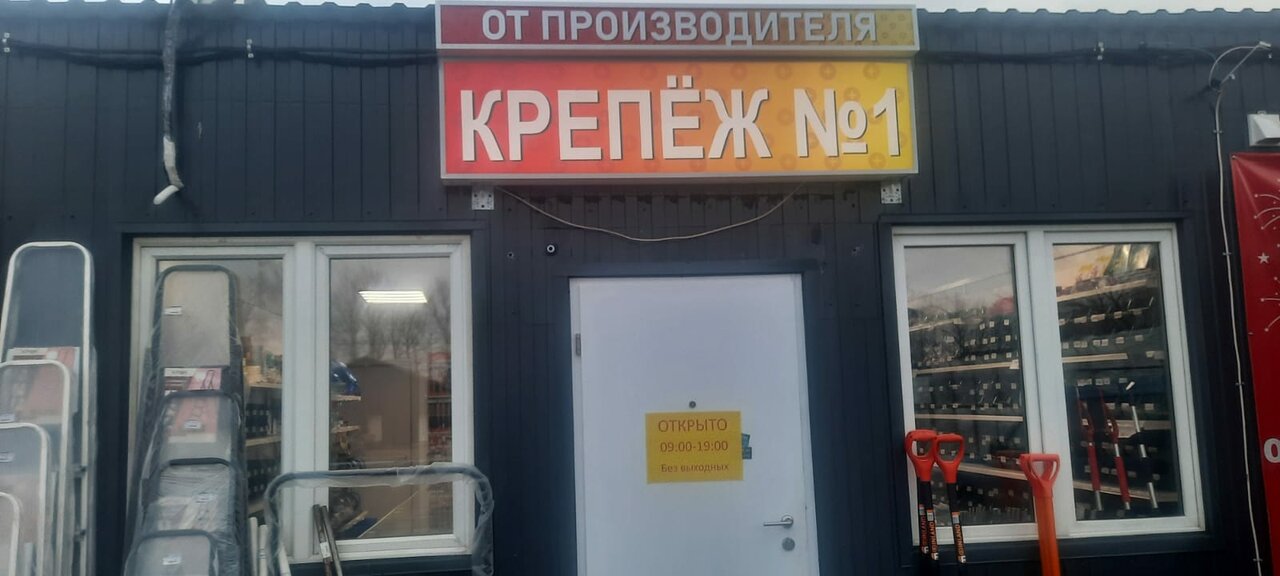 ОТ ПРОИЗВОДИТЕЛЯ
КРЕПЁЖ №1
ОТКРЫТО
09:00-19:00
Без выходных